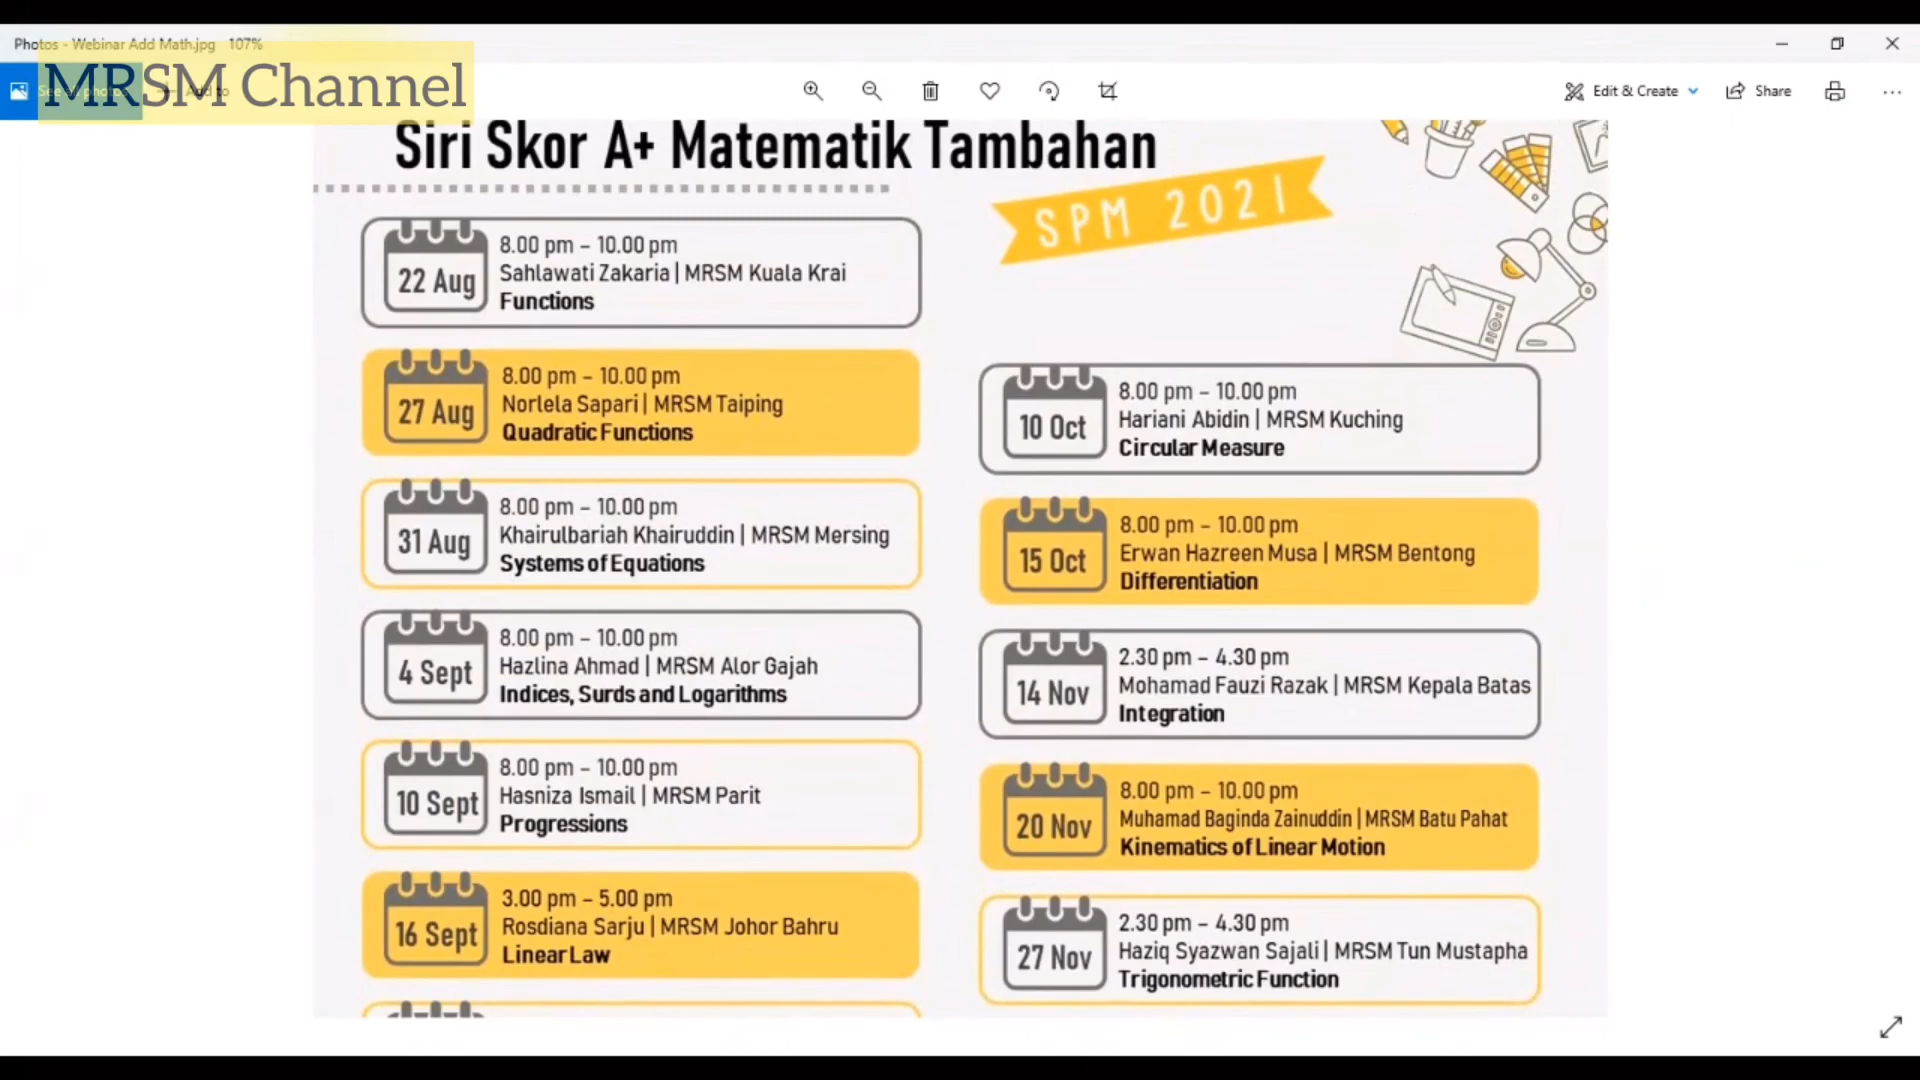 Photos - Webinar Add Math.jpg 107%
MRSM Channel
See all photos
Add to
Edit & Create
Share
Siri Skor A+ Matematik Tambahan
SPM 2021
22 Aug
8.00 pm – 10.00 pm
Sahlawati Zakaria | MRSM Kuala Krai
Functions
27 Aug
8.00 pm – 10.00 pm
Norlela Sapari | MRSM Taiping
Quadratic Functions
31 Aug
8.00 pm – 10.00 pm
Khairulbariah Khairuddin | MRSM Mersing
Systems of Equations
4 Sept
8.00 pm – 10.00 pm
Hazlina Ahmad | MRSM Alor Gajah
Indices, Surds and Logarithms
10 Sept
8.00 pm – 10.00 pm
Hasniza Ismail | MRSM Parit
Progressions
16 Sept
3.00 pm – 5.00 pm
Rosdiana Sarju | MRSM Johor Bahru
Linear Law
10 Oct
8.00 pm – 10.00 pm
Hariani Abidin | MRSM Kuching
Circular Measure
15 Oct
8.00 pm – 10.00 pm
Erwan Hazreen Musa | MRSM Bentong
Differentiation
14 Nov
2.30 pm – 4.30 pm
Mohamad Fauzi Razak | MRSM Kepala Batas
Integration
20 Nov
8.00 pm – 10.00 pm
Muhamad Baginda Zainuddin | MRSM Batu Pahat
Kinematics of Linear Motion
27 Nov
2.30 pm – 4.30 pm
Haziq Syazwan Sajali | MRSM Tun Mustapha
Trigonometric Function